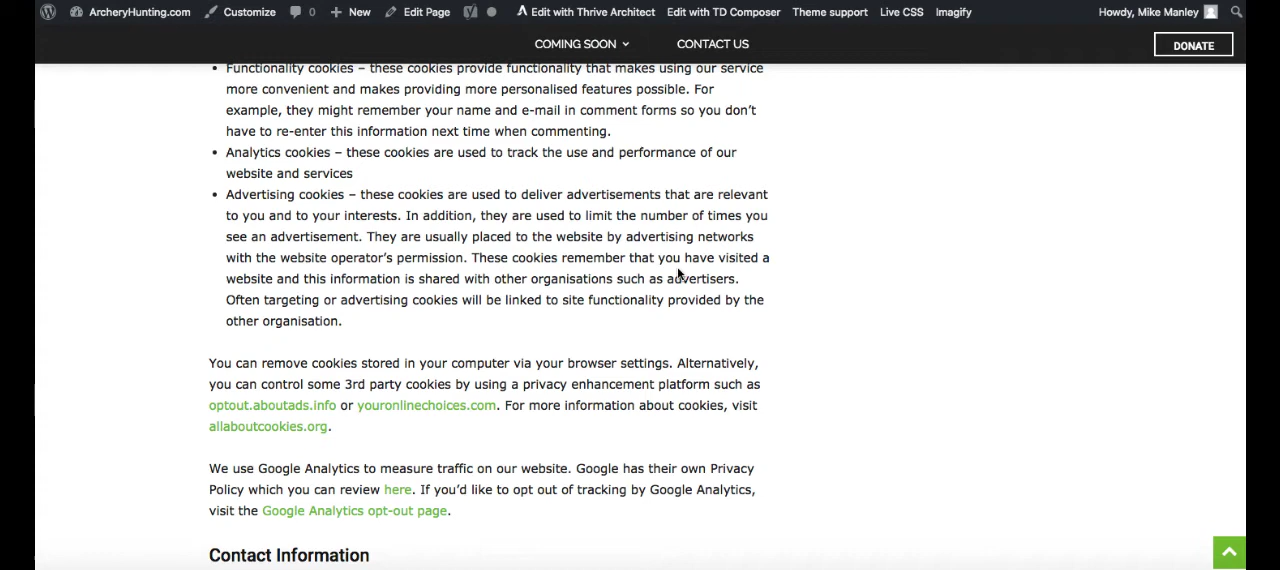 ArcheryHunting.com Customize 0 New Edit Page Edit with Thrive Architect Edit with TD Composer Theme support Live CSS Imagify Howdy, Mike Manley
COMING SOON CONTACT US DONATE
• Functionality cookies – these cookies provide functionality that makes using our service
more convenient and makes providing more personalised features possible. For
example, they might remember your name and e-mail in comment forms so you don’t
have to re-enter this information next time when commenting.
• Analytics cookies – these cookies are used to track the use and performance of our
website and services
• Advertising cookies – these cookies are used to deliver advertisements that are relevant
to you and to your interests. In addition, they are used to limit the number of times you
see an advertisement. They are usually placed to the website by advertising networks
with the website operator’s permission. These cookies remember that you have visited a
website and this information is shared with other organisations such as advertisers.
Often targeting or advertising cookies will be linked to site functionality provided by the
other organisation.
You can remove cookies stored in your computer via your browser settings. Alternatively,
you can control some 3rd party cookies by using a privacy enhancement platform such as
optout.aboutads.info or youronlinechoices.com. For more information about cookies, visit
allaboutcookies.org.
We use Google Analytics to measure traffic on our website. Google has their own Privacy
Policy which you can review here. If you’d like to opt out of tracking by Google Analytics,
visit the Google Analytics opt-out page.
Contact Information